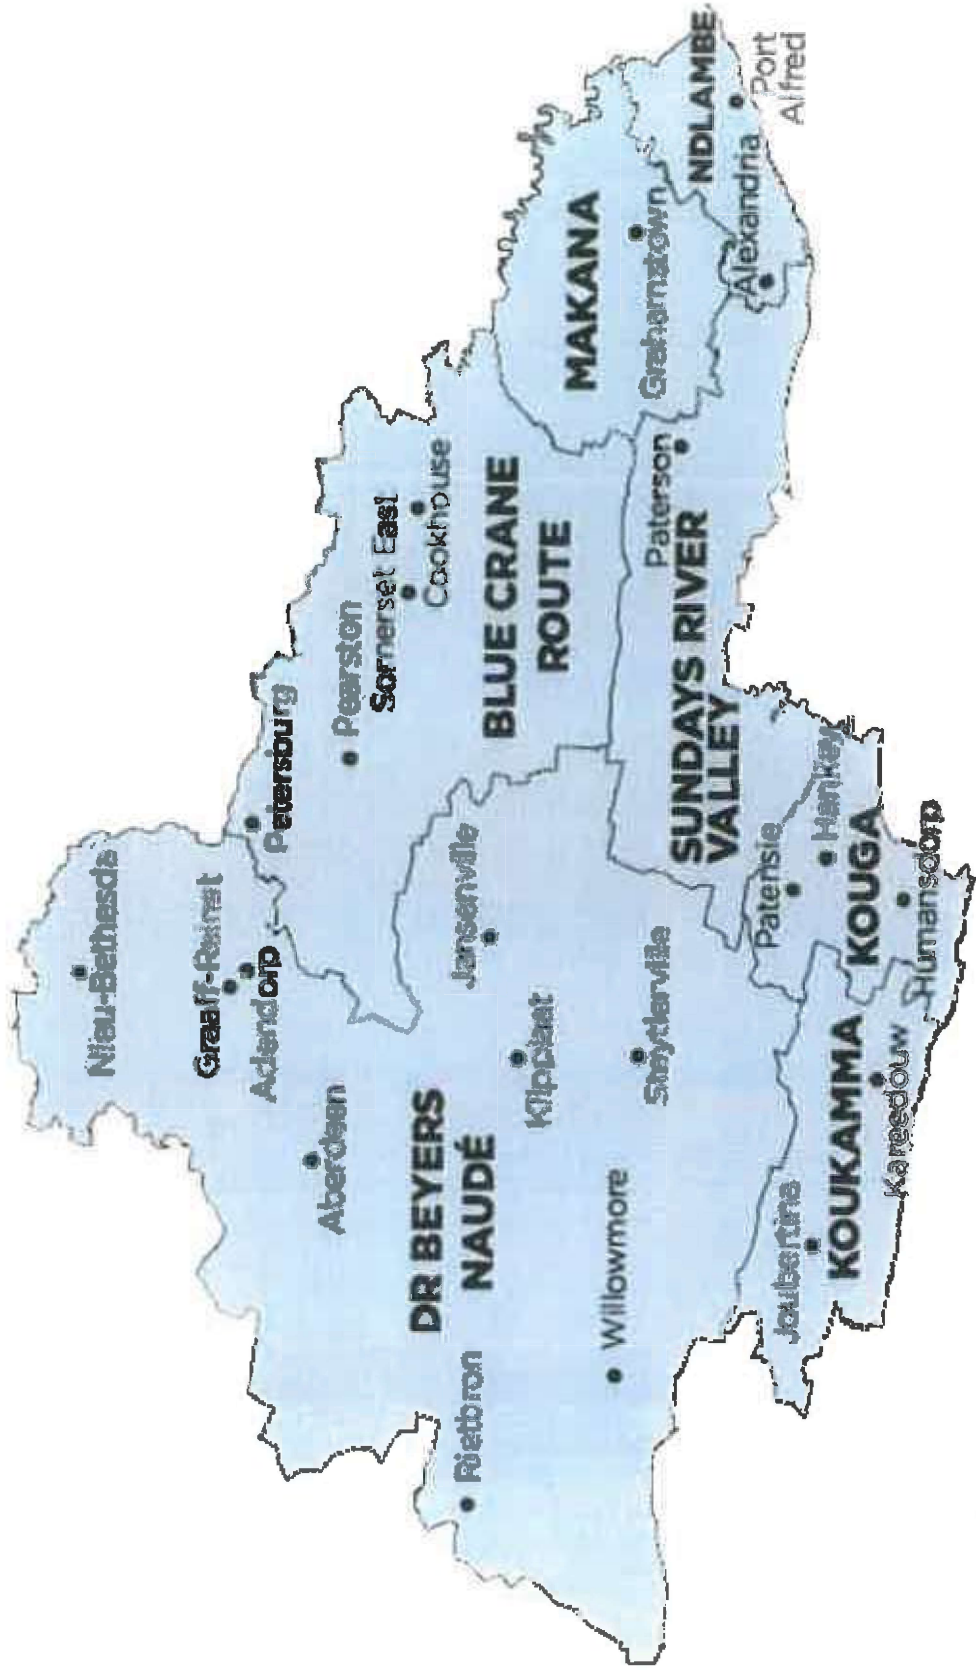 Nieu-Bethesda
Graaff-Reinet
Adendorp
Petersburg
Aberdeen
Pearston
Somerset East
Cookhouse
DR BEYERS
NAUDÉ
Jansenville
Rietbron
Klipplaat
BLUE CRANE
ROUTE
MAKANA
Grahamstown
Willowmore
Steytlerville
Paterson
SUNDAYS RIVER
VALLEY
NDLAMBE
Alexandria
Port
Alfred
Joubertina
Patensie
Hankey
KOUKAMMA
KOUGA
Kareedouw
Humansdorp